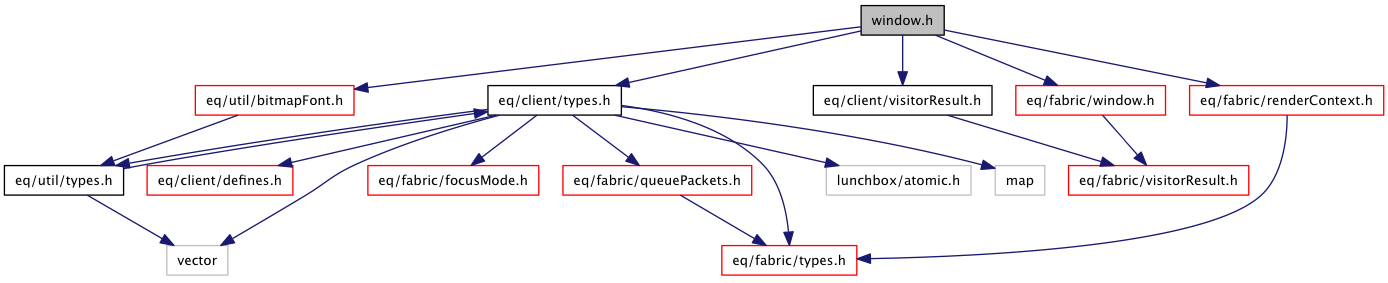 window.h
eq/util/bitmapFont.h
eq/client/types.h
eq/client/visitorResult.h
eq/fabric/window.h
eq/fabric/renderContext.h
eq/util/types.h
eq/client/defines.h
eq/fabric/focusMode.h
eq/fabric/queuePackets.h
lunchbox/atomic.h
map
eq/fabric/visitorResult.h
vector
eq/fabric/types.h